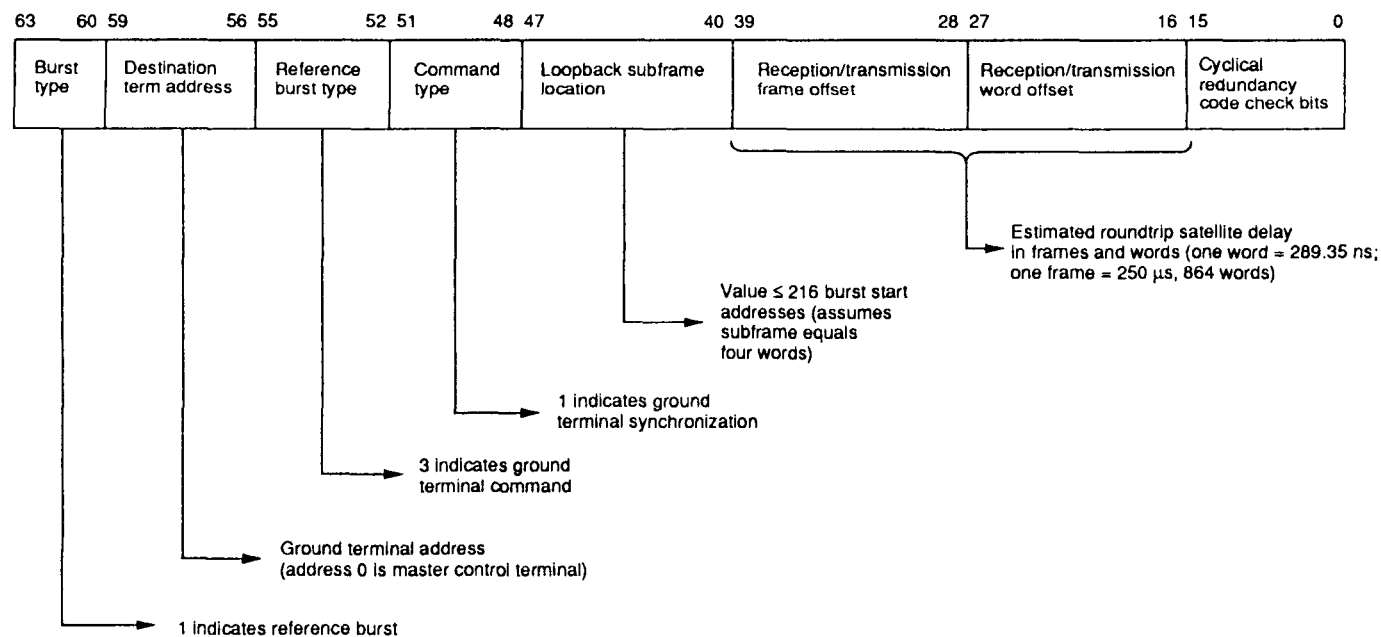 63 60 59 56 55 52 51 48 47 40 39 28 27 16 15 0
Burst
type
Destination
term address
Reference
burst type
Command
type
Loopback subframe
location
Reception/transmission
frame offset
Reception/transmission
word offset
Cyclical
redundancy
code check bits
Estimated roundtrip satellite delay
in frames and words (one word = 289.35 ns;
one frame = 250 μs, 864 words)
Value ≤ 216 burst start
addresses (assumes
subframe equals
four words)
1 indicates ground
terminal synchronization
3 indicates ground
terminal command
Ground terminal address
(address 0 is master control terminal)
1 indicates reference burst